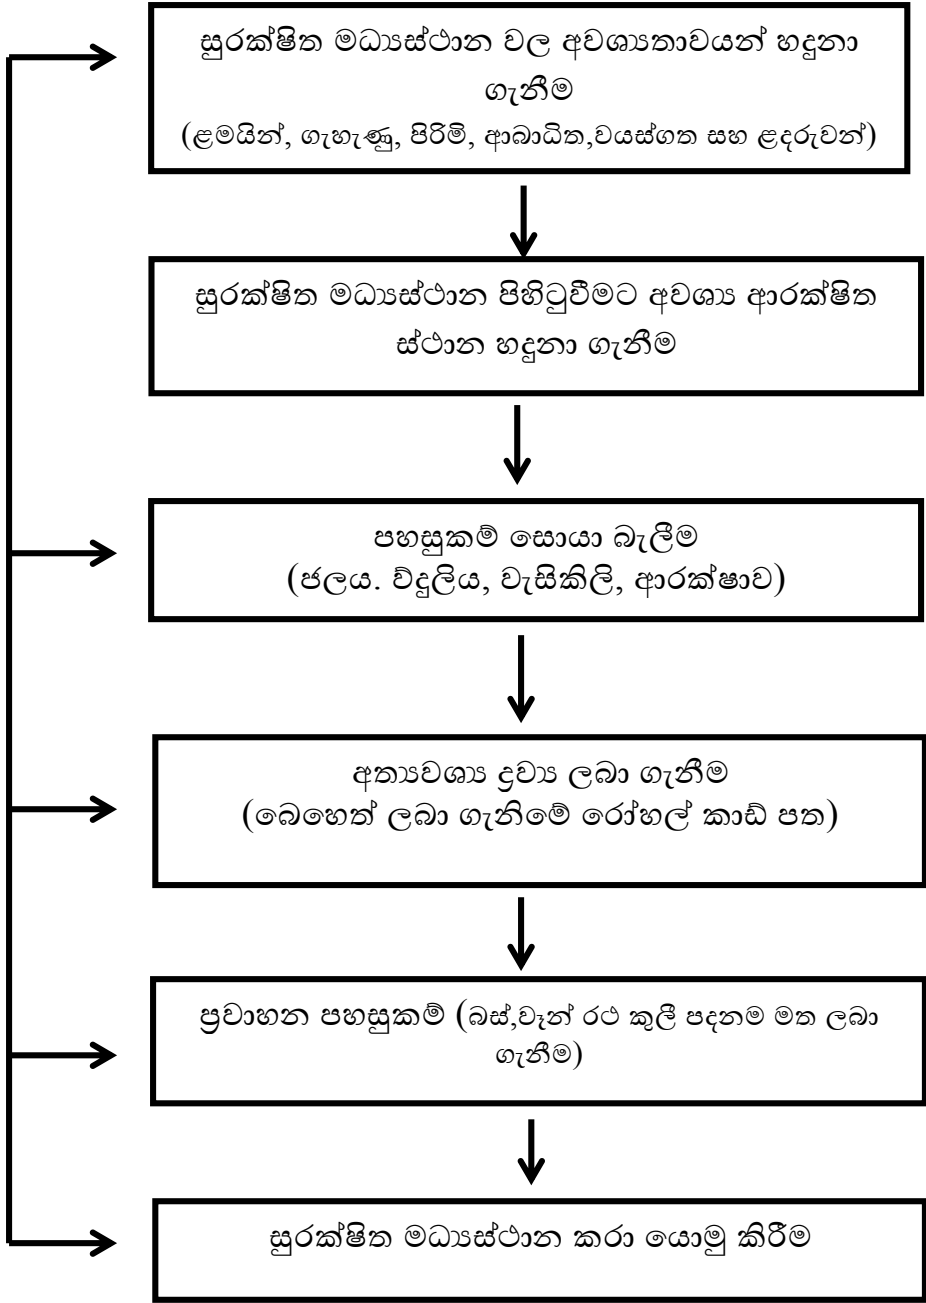 සුරක්ෂිත මධ්‍යස්ථාන වල අවශ්‍යතාවයන් හදුනා
ගැනීම
(ළමයින්, ගැහැණු, පිරිමි, ආබාධිත,වයස්ගත සහ ළදරුවන්)
සුරක්ෂිත මධ්‍යස්ථාන පිහිටුවීමට අවශ්‍ය ආරක්ෂිත
ස්ථාන හදුනා ගැනීම
පහසුකම් සොයා බැලීම
(ජලය. විදුලිය, වැසිකිලි, ආරක්ෂාව)
අත්‍යවශ්‍ය ද්‍රව්‍ය ලබා ගැනීම
(බෙහෙත් ලබා ගැනිමේ රෝහල් කාඩ් පත)
ප්‍රවාහන පහසුකම් (බස්,වෑන් රථ කුලී පදනම මත ලබා
ගැනීම)
සුරක්ෂිත මධ්‍යස්ථාන කරා යොමු කිරීම